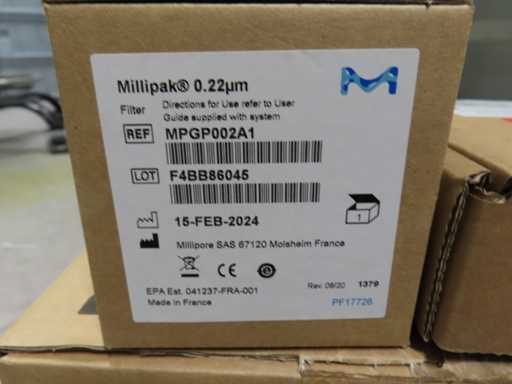 Millipak® 0.22µm
M
Filter
Directions for Use refer to User
Guide supplied with system
REF MPGP002A1
LOT F4BB86045
15-FEB-2024
1
Millipore SAS 67120 Molsheim France
CE
EPA Est. 041237-FRA-001
Rev. 08/20 1379
Made in France
PF17726